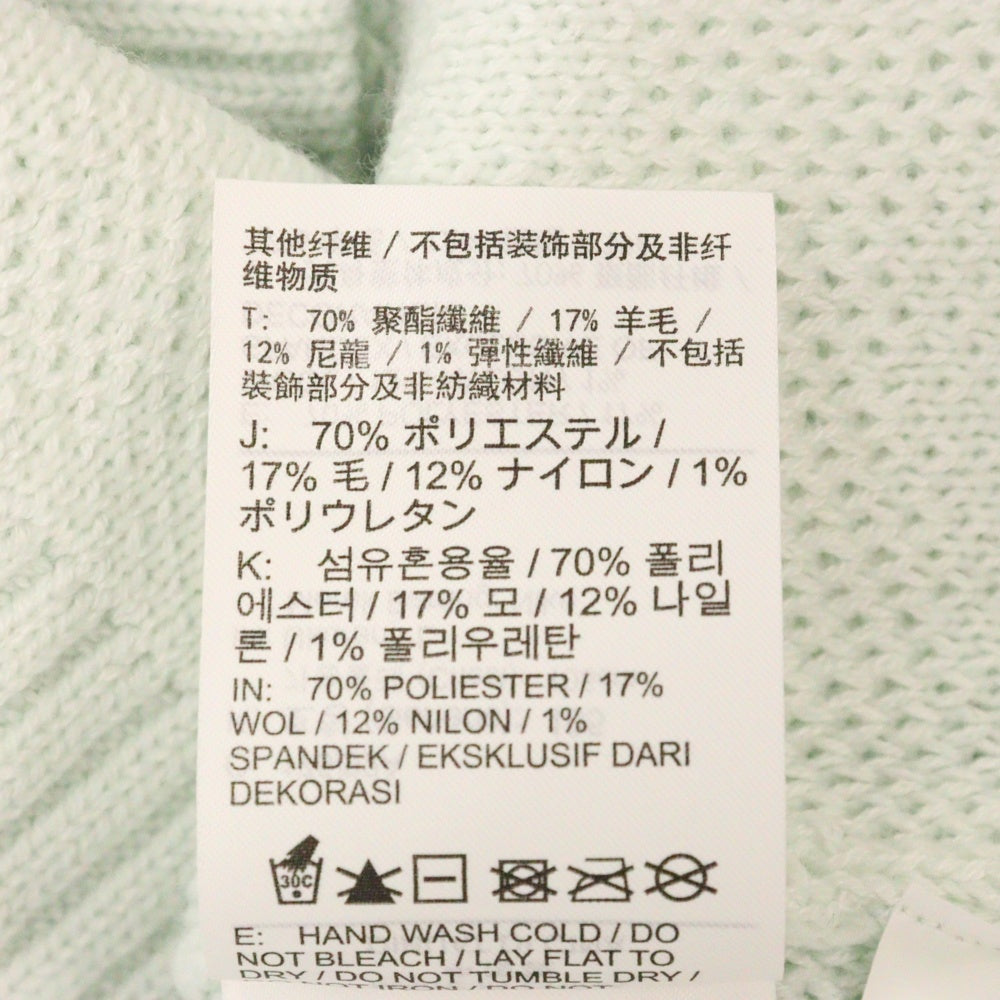 其他纤维 / 不包括装饰部分及非纤
维物质
T: 70% 聚酯纖維 / 17% 羊毛 /
12% 尼龍 / 1% 彈性纖維 / 不包括
裝飾部分及非紡織材料
J: 70% ポリエステル /
17% 毛 / 12% ナイロン / 1%
ポリウレタン
K: 섬유혼용율 / 70% 폴리
에스터 / 17% 모 / 12% 나일
론 / 1% 폴리우레탄
IN: 70% POLIESTER / 17%
WOL / 12% NILON / 1%
SPANDEK / EKSKLUSIF DARI
DEKORASI
30C
E: HAND WASH COLD / DO
NOT BLEACH / LAY FLAT TO
DRY / DO NOT TUMBLE DRY /
NOT IRON / DO NOT